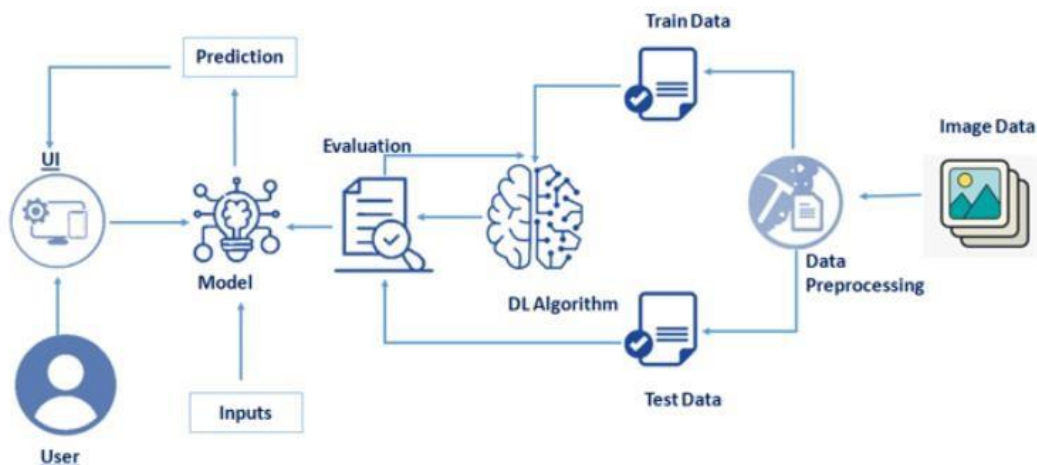 Train Data
Prediction
Image Data
Evaluation
UI
Model
Data
Preprocessing
DL Algorithm
Test Data
Inputs
User